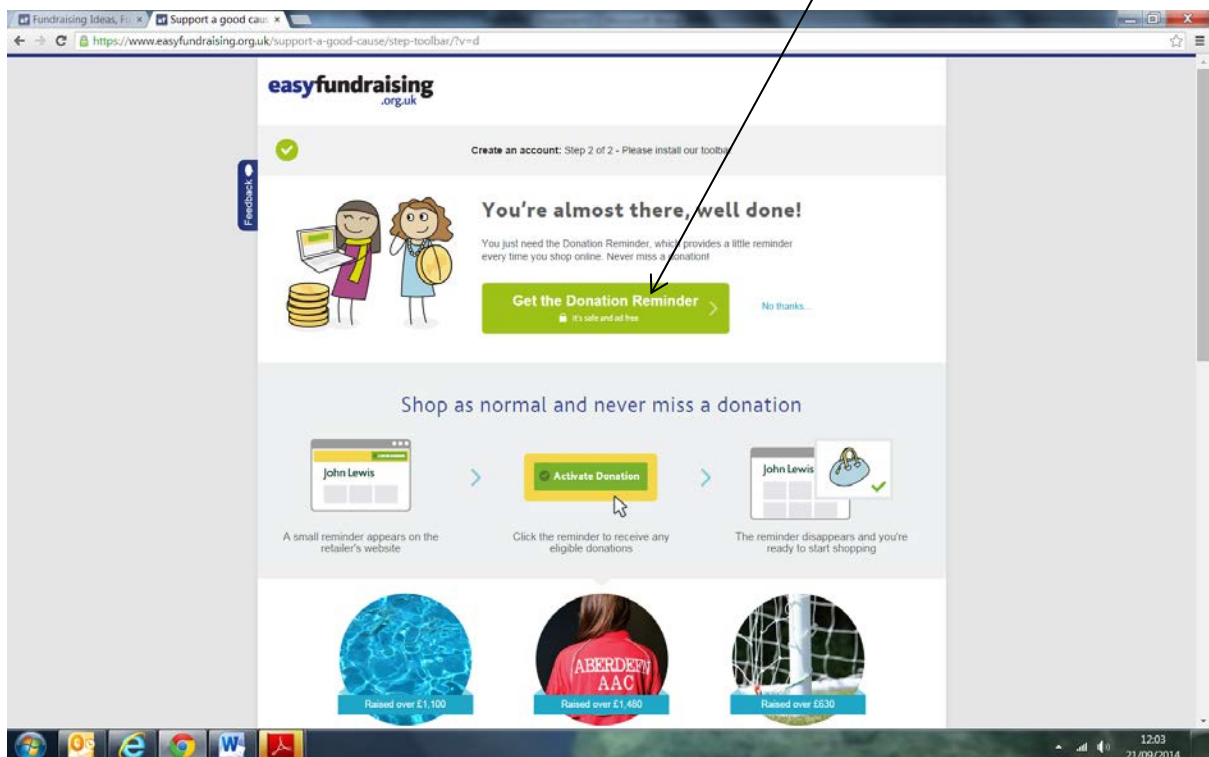 Fundraising Ideas, Fu
Support a good caus
https://www.easyfundraising.org.uk/support-a-good-cause/step-toolbar/?v=d
easyfundraising
.org.uk
Create an account: Step 2 of 2 - Please install our toolbar
Feedback
You're almost there, well done!
You just need the Donation Reminder, which provides a little reminder
every time you shop online. Never miss a donation!
Get the Donation Reminder
It's safe and ad free
No thanks...
Shop as normal and never miss a donation
John Lewis
Activate Donation
John Lewis
A small reminder appears on the
retailer's website
Click the reminder to receive any
eligible donations
The reminder disappears and you're
ready to start shopping
ABERDEEN
AAC
Raised over £1,100
Raised over £1,480
Raised over £630
12:03
21/09/2014